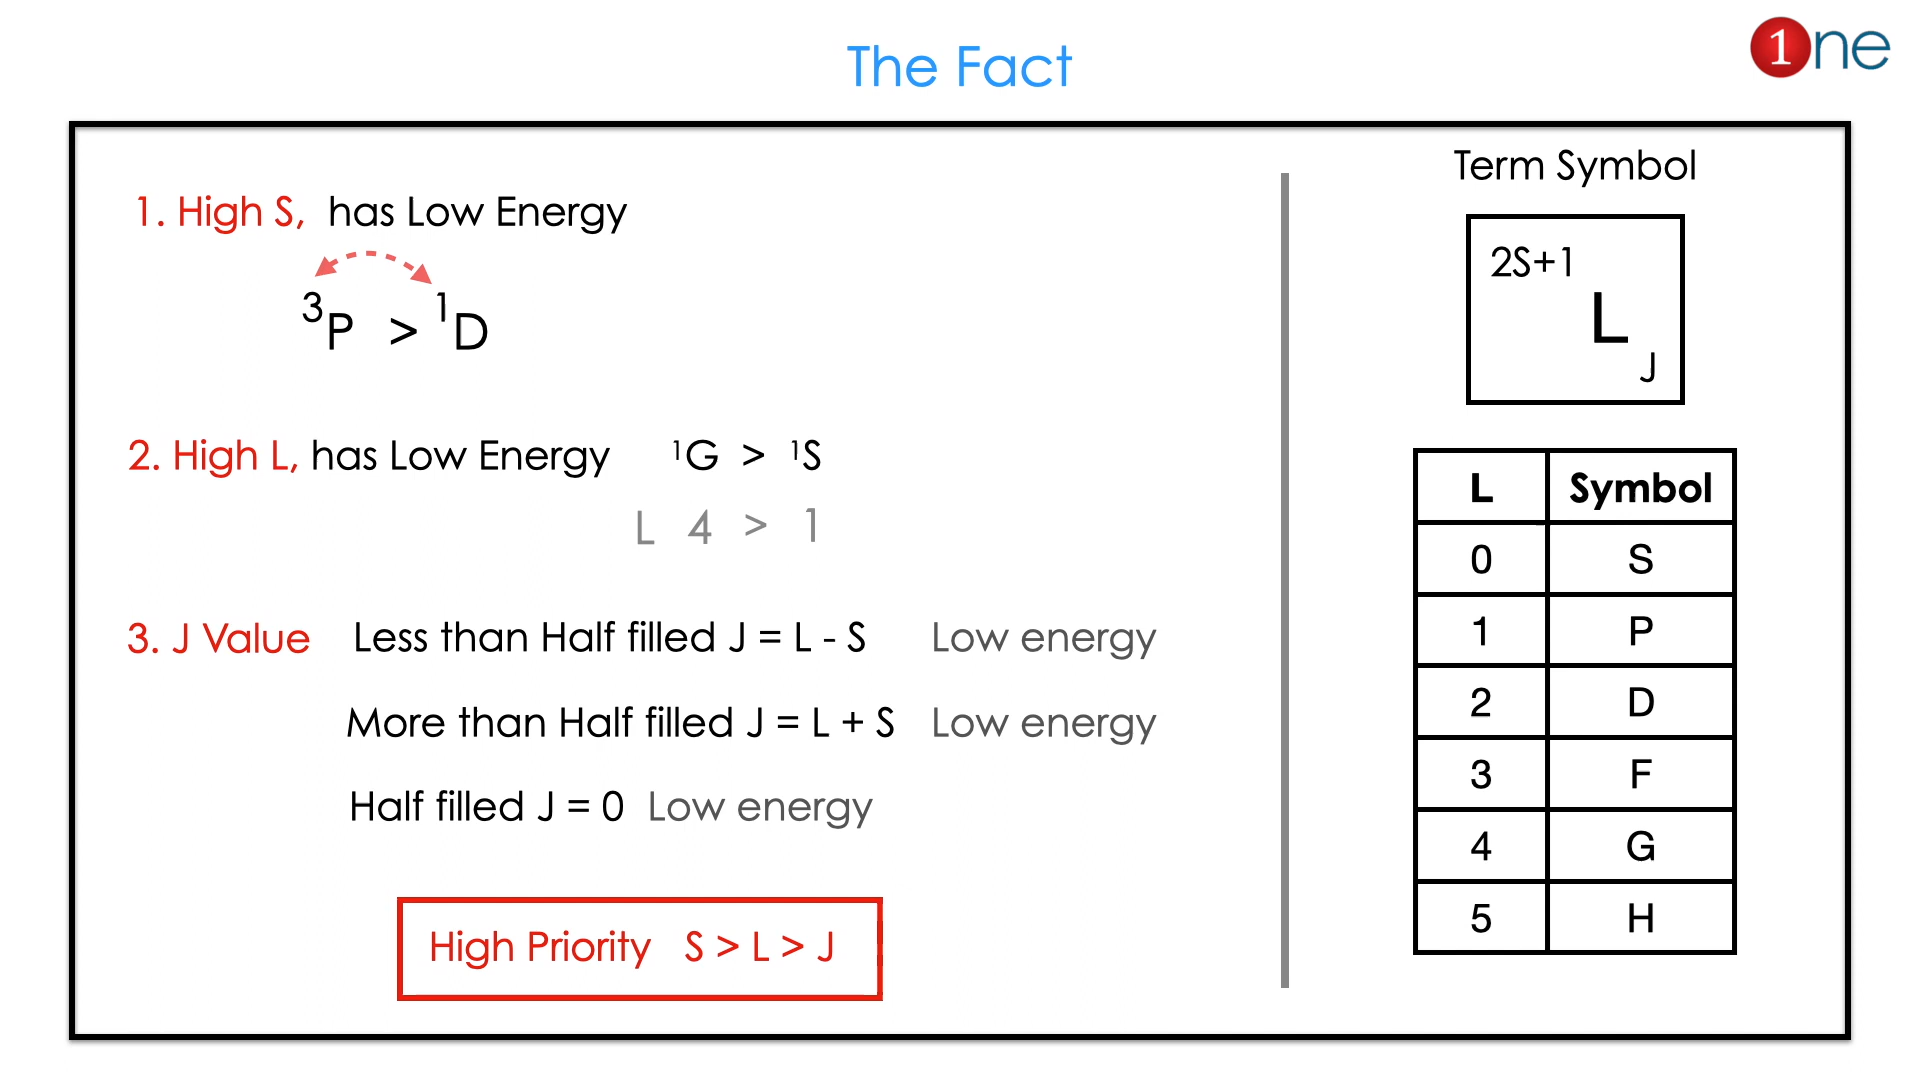 The Fact
1ne
1. High S, has Low Energy
³P > ¹D
2. High L, has Low Energy ¹G > ¹S
L 4 > 1
3. J Value Less than Half filled J = L - S Low energy
More than Half filled J = L + S Low energy
Half filled J = 0 Low energy
High Priority S > L > J
Term Symbol
2S+1
L
J
L Symbol
0 S
1 P
2 D
3 F
4 G
5 H